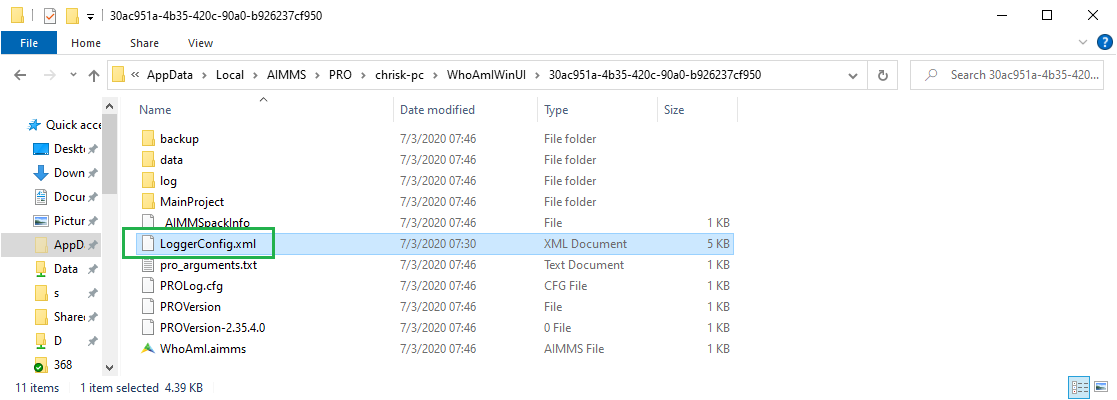 30ac951a-4b35-420c-90a0-b926237cf950
File Home Share View
« AppData > Local > AIMMS > PRO > chrisk-pc > WhoAmIWinUI > 30ac951a-4b35-420c-90a0-b926237cf950
Search 30ac951a-4b35-420...
Quick acce
Deskt
Down
Docur
Pictur
AppDa
Data
s
Shared
D
368
Name Date modified Type Size
backup 7/3/2020 07:46 File folder
data 7/3/2020 07:46 File folder
log 7/3/2020 07:46 File folder
MainProject 7/3/2020 07:46 File folder
_AIMMSpackInfo 7/3/2020 07:46 File 1 KB
LoggerConfig.xml 7/3/2020 07:30 XML Document 5 KB
pro_arguments.txt 7/3/2020 07:46 Text Document 1 KB
PROLog.cfg 7/3/2020 07:46 CFG File 1 KB
PROVersion 7/3/2020 07:46 File 1 KB
PROVersion-2.35.4.0 7/3/2020 07:46 0 File 1 KB
WhoAmI.aimms 7/3/2020 07:46 AIMMS File 1 KB
11 items 1 item selected 4.39 KB